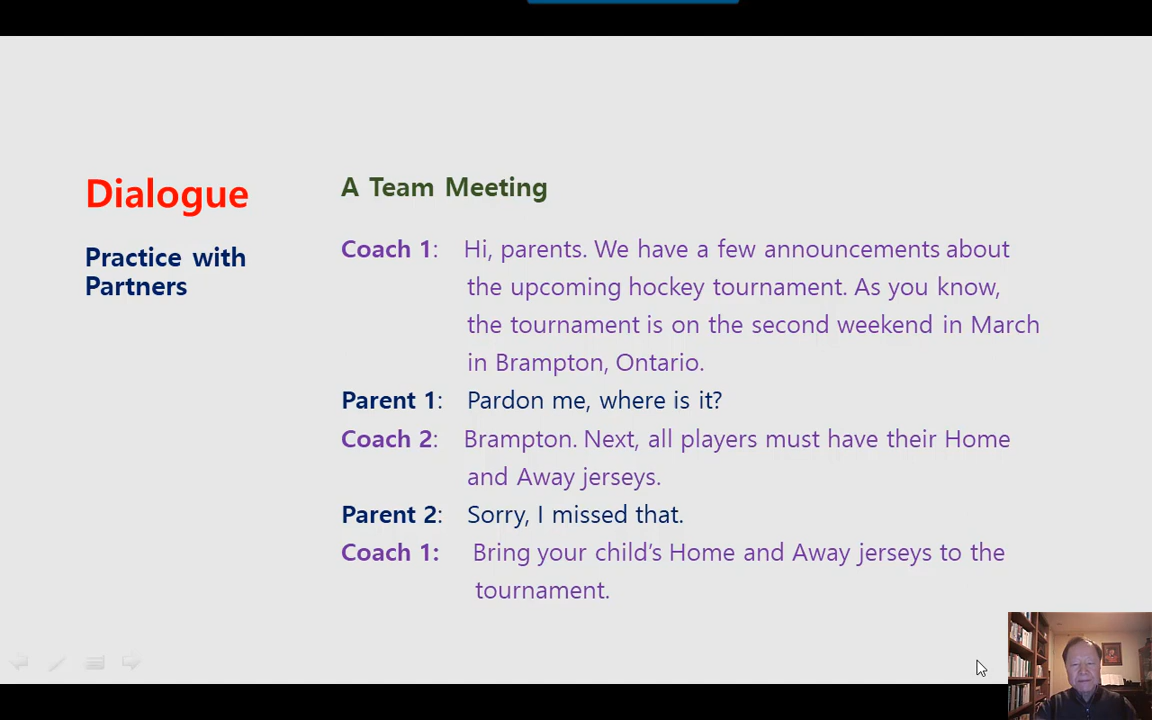 Dialogue
Practice with
Partners
A Team Meeting
Coach 1: Hi, parents. We have a few announcements about
the upcoming hockey tournament. As you know,
the tournament is on the second weekend in March
in Brampton, Ontario.
Parent 1: Pardon me, where is it?
Coach 2: Brampton. Next, all players must have their Home
and Away jerseys.
Parent 2: Sorry, I missed that.
Coach 1: Bring your child’s Home and Away jerseys to the
tournament.